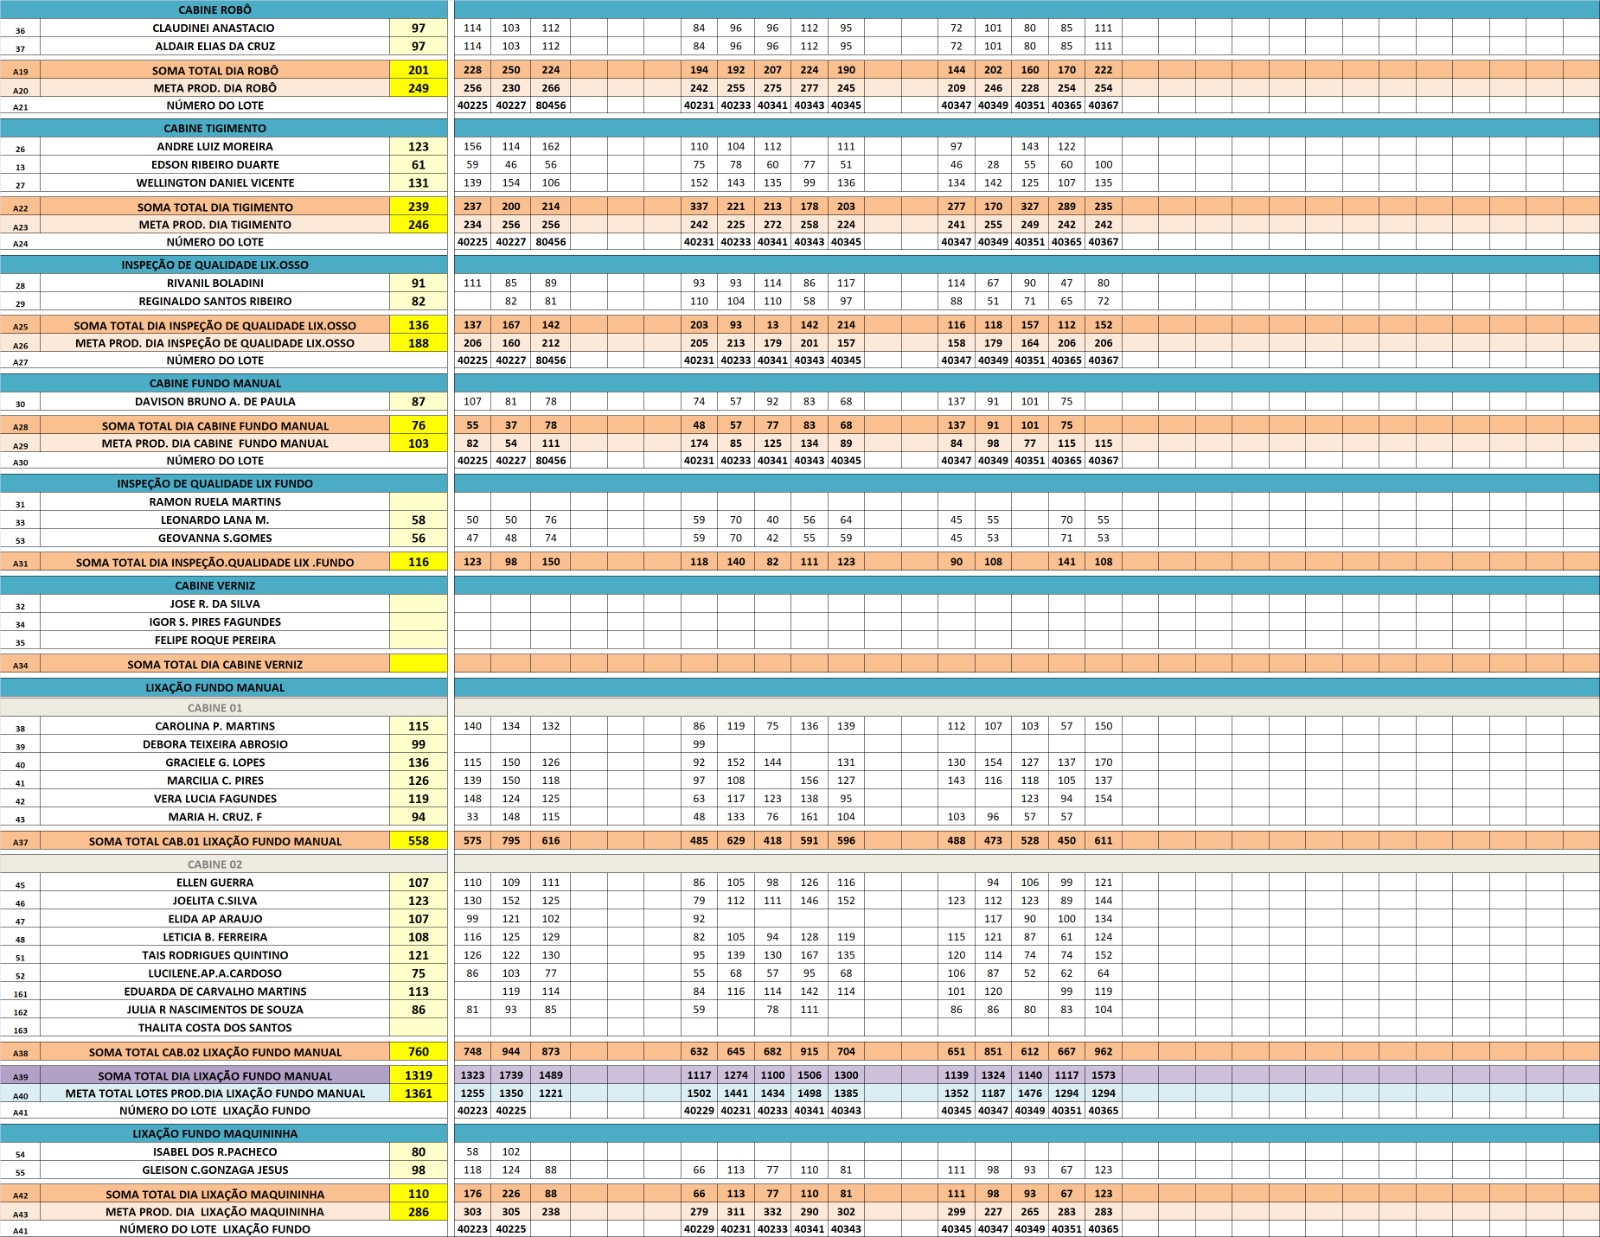 CABINE ROBÔ
36 CLAUDINEI ANASTACIO 97 114 103 112 84 96 96 112 95 72 101 80 85 111
37 ALDAIR ELIAS DA CRUZ 97 114 103 112 84 96 96 112 95 72 101 80 85 111
A19 SOMA TOTAL DIA ROBÔ 201 228 250 224 194 192 207 224 190 144 202 160 170 222
A20 META PROD. DIA ROBÔ 249 256 230 266 242 255 275 277 245 209 246 228 254 254
A21 NÚMERO DO LOTE 40225 40227 80456 40231 40233 40341 40343 40345 40347 40349 40351 40365 40367
CABINE TIGIMENTO
26 ANDRE LUIZ MOREIRA 123 156 114 162 110 104 112 111 97 143 122
13 EDSON RIBEIRO DUARTE 61 59 46 56 75 78 60 77 51 46 28 55 60 100
27 WELLINGTON DANIEL VICENTE 131 139 154 106 152 143 135 99 136 134 142 125 107 135
A22 SOMA TOTAL DIA TIGIMENTO 239 237 200 214 337 221 213 178 203 277 170 327 289 235
A23 META PROD. DIA TIGIMENTO 246 234 256 256 242 225 272 258 224 241 255 249 242 242
A24 NÚMERO DO LOTE 40225 40227 80456 40231 40233 40341 40343 40345 40347 40349 40351 40365 40367
INSPEÇÃO DE QUALIDADE LIX.OSSO
28 RIVANIL BOLADINI 91 111 85 89 93 93 114 86 117 114 67 90 47 80
29 REGINALDO SANTOS RIBEIRO 82 82 81 110 104 110 58 97 88 51 71 65 72
A25 SOMA TOTAL DIA INSPEÇÃO DE QUALIDADE LIX.OSSO 136 137 167 142 203 93 13 142 214 116 118 157 112 152
A26 META PROD. DIA INSPEÇÃO DE QUALIDADE LIX.OSSO 188 206 160 212 205 213 179 201 157 158 179 164 206 206
A27 NÚMERO DO LOTE 40225 40227 80456 40231 40233 40341 40343 40345 40347 40349 40351 40365 40367
CABINE FUNDO MANUAL
30 DAVISON BRUNO A. DE PAULA 87 107 81 78 74 57 92 83 68 137 91 101 75
A28 SOMA TOTAL DIA CABINE FUNDO MANUAL 76 55 37 78 48 57 77 83 68 137 91 101 75
A29 META PROD. DIA CABINE FUNDO MANUAL 103 82 54 111 174 85 125 134 89 84 98 77 115 115
A30 NÚMERO DO LOTE 40225 40227 80456 40231 40233 40341 40343 40345 40347 40349 40351 40365 40367
INSPEÇÃO DE QUALIDADE LIX FUNDO
31 RAMON RUELA MARTINS
33 LEONARDO LANA M. 58 50 50 76 59 70 40 56 64 45 55 70 55
53 GEOVANNA S.GOMES 56 47 48 74 59 70 42 55 59 45 53 71 53
A31 SOMA TOTAL DIA INSPEÇÃO.QUALIDADE LIX .FUNDO 116 123 98 150 118 140 82 111 123 90 108 141 108
CABINE VERNIZ
32 JOSE R. DA SILVA
34 IGOR S. PIRES FAGUNDES
35 FELIPE ROQUE PEREIRA
A34 SOMA TOTAL DIA CABINE VERNIZ
LIXAÇÃO FUNDO MANUAL
CABINE 01
38 CAROLINA P. MARTINS 115 140 134 132 86 119 75 136 139 112 107 103 57 150
39 DEBORA TEIXEIRA ABROSIO 99 99
40 GRACIELE G. LOPES 136 115 150 126 92 152 144 131 130 154 127 137 170
41 MARCILIA C. PIRES 126 139 150 118 97 108 156 127 143 116 118 105 137
42 VERA LUCIA FAGUNDES 119 148 124 125 63 117 123 138 95 123 94 154
43 MARIA H. CRUZ. F 94 33 148 115 48 133 76 161 104 103 96 57 57
A37 SOMA TOTAL CAB.01 LIXAÇÃO FUNDO MANUAL 558 575 795 616 485 629 418 591 596 488 473 528 450 611
CABINE 02
45 ELLEN GUERRA 107 110 109 111 86 105 98 126 116 94 106 99 121
46 JOELITA C.SILVA 123 130 152 125 79 112 111 146 152 123 112 123 89 144
47 ELIDA AP ARAUJO 107 99 121 102 92 117 90 100 134
48 LETICIA B. FERREIRA 108 116 125 129 82 105 94 128 119 115 121 87 61 124
51 TAIS RODRIGUES QUINTINO 121 126 122 130 95 139 130 167 135 120 114 74 74 152
52 LUCILENE.AP.A.CARDOSO 75 86 103 77 55 68 57 95 68 106 87 52 62 64
161 EDUARDA DE CARVALHO MARTINS 113 119 114 84 116 114 142 114 101 120 99 119
162 JULIA R NASCIMENTOS DE SOUZA 86 81 93 85 59 78 111 86 86 80 83 104
163 THALITA COSTA DOS SANTOS
A38 SOMA TOTAL CAB.02 LIXAÇÃO FUNDO MANUAL 760 748 944 873 632 645 682 915 704 651 851 612 667 962
A39 SOMA TOTAL DIA LIXAÇÃO FUNDO MANUAL 1319 1323 1739 1489 1117 1274 1100 1506 1300 1139 1324 1140 1117 1573
A40 META TOTAL LOTES PROD.DIA LIXAÇÃO FUNDO MANUAL 1361 1255 1350 1221 1502 1441 1434 1498 1385 1352 1187 1476 1294 1294
A41 NÚMERO DO LOTE LIXAÇÃO FUNDO 40223 40225 40229 40231 40233 40341 40343 40345 40347 40349 40351 40365
LIXAÇÃO FUNDO MAQUININHA
54 ISABEL DOS R.PACHECO 80 58 102
55 GLEISON C.GONZAGA JESUS 98 118 124 88 66 113 77 110 81 111 98 93 67 123
A42 SOMA TOTAL DIA LIXAÇÃO MAQUININHA 110 176 226 88 66 113 77 110 81 111 98 93 67 123
A43 META PROD. DIA LIXAÇÃO MAQUININHA 286 303 305 238 279 311 332 290 302 299 227 265 283 283
A41 NÚMERO DO LOTE LIXAÇÃO FUNDO 40223 40225 40229 40231 40233 40341 40343 40345 40347 40349 40351 40365